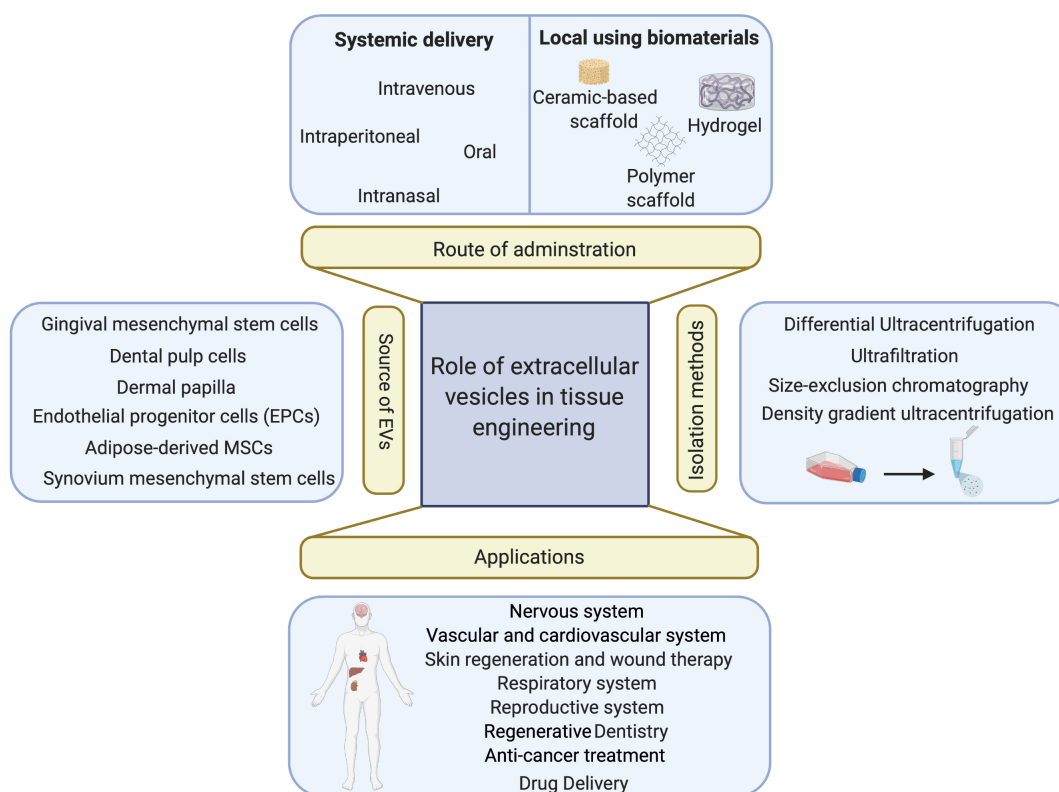 Systemic delivery
Intravenous
Intraperitoneal
Oral
Intranasal
Local using biomaterials
Ceramic-based
scaffold
Hydrogel
Polymer
scaffold
Route of adminstration
Gingival mesenchymal stem cells
Dental pulp cells
Dermal papilla
Endothelial progenitor cells (EPCs)
Adipose-derived MSCs
Synovium mesenchymal stem cells
Source of EVs
Role of extracellular
vesicles in tissue
engineering
Isolation methods
Differential Ultracentrifugation
Ultrafiltration
Size-exclusion chromatography
Density gradient ultracentrifugation
Applications
Nervous system
Vascular and cardiovascular system
Skin regeneration and wound therapy
Respiratory system
Reproductive system
Regenerative Dentistry
Anti-cancer treatment
Drug Delivery